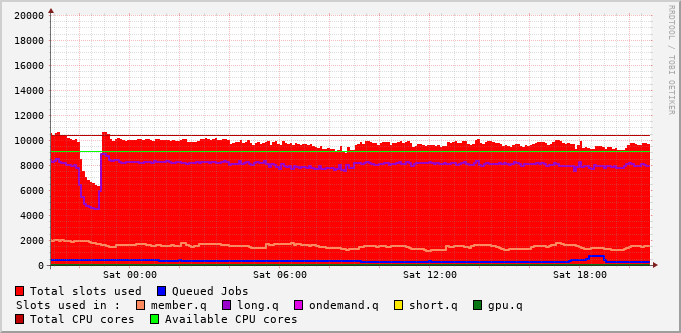 20000
18000
16000
14000
12000
10000
8000
6000
4000
2000
0
Sat 00:00 Sat 06:00 Sat 12:00 Sat 18:00
RRDTOOL / TOBI OETIKER
Total slots used Queued Jobs
Slots used in : member.q long.q ondemand.q short.q gpu.q
Total CPU cores Available CPU cores